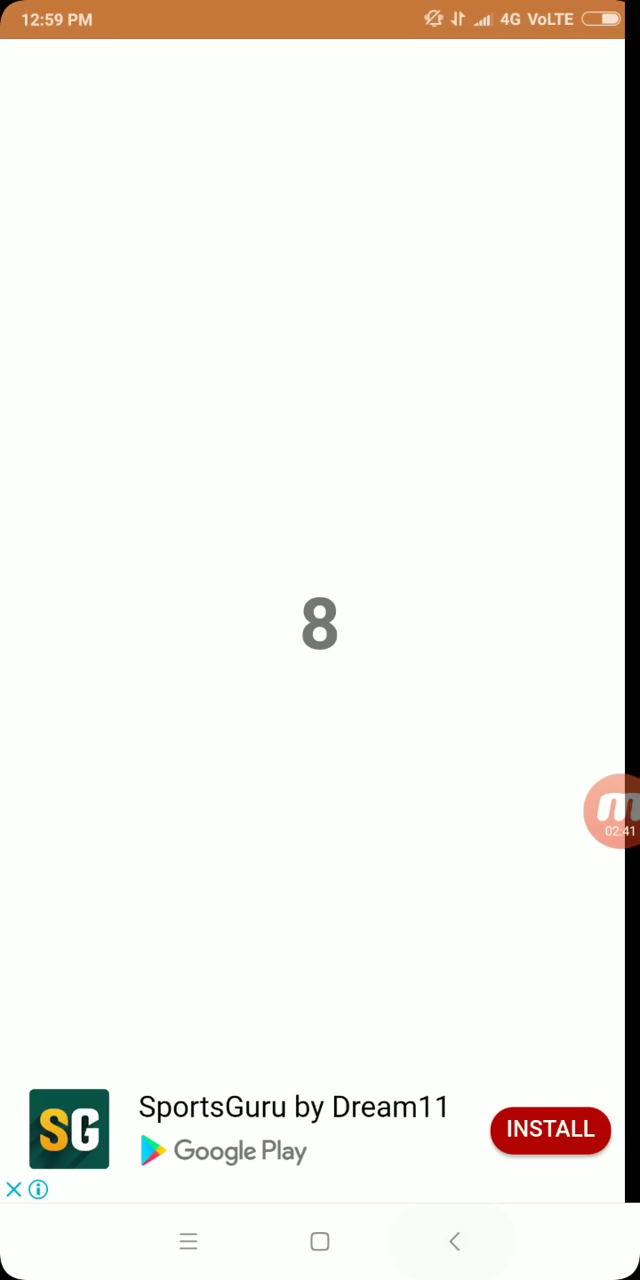 12:59 PM
4G VoLTE
8
02:41
SG
SportsGuru by Dream11
Google Play
INSTALL